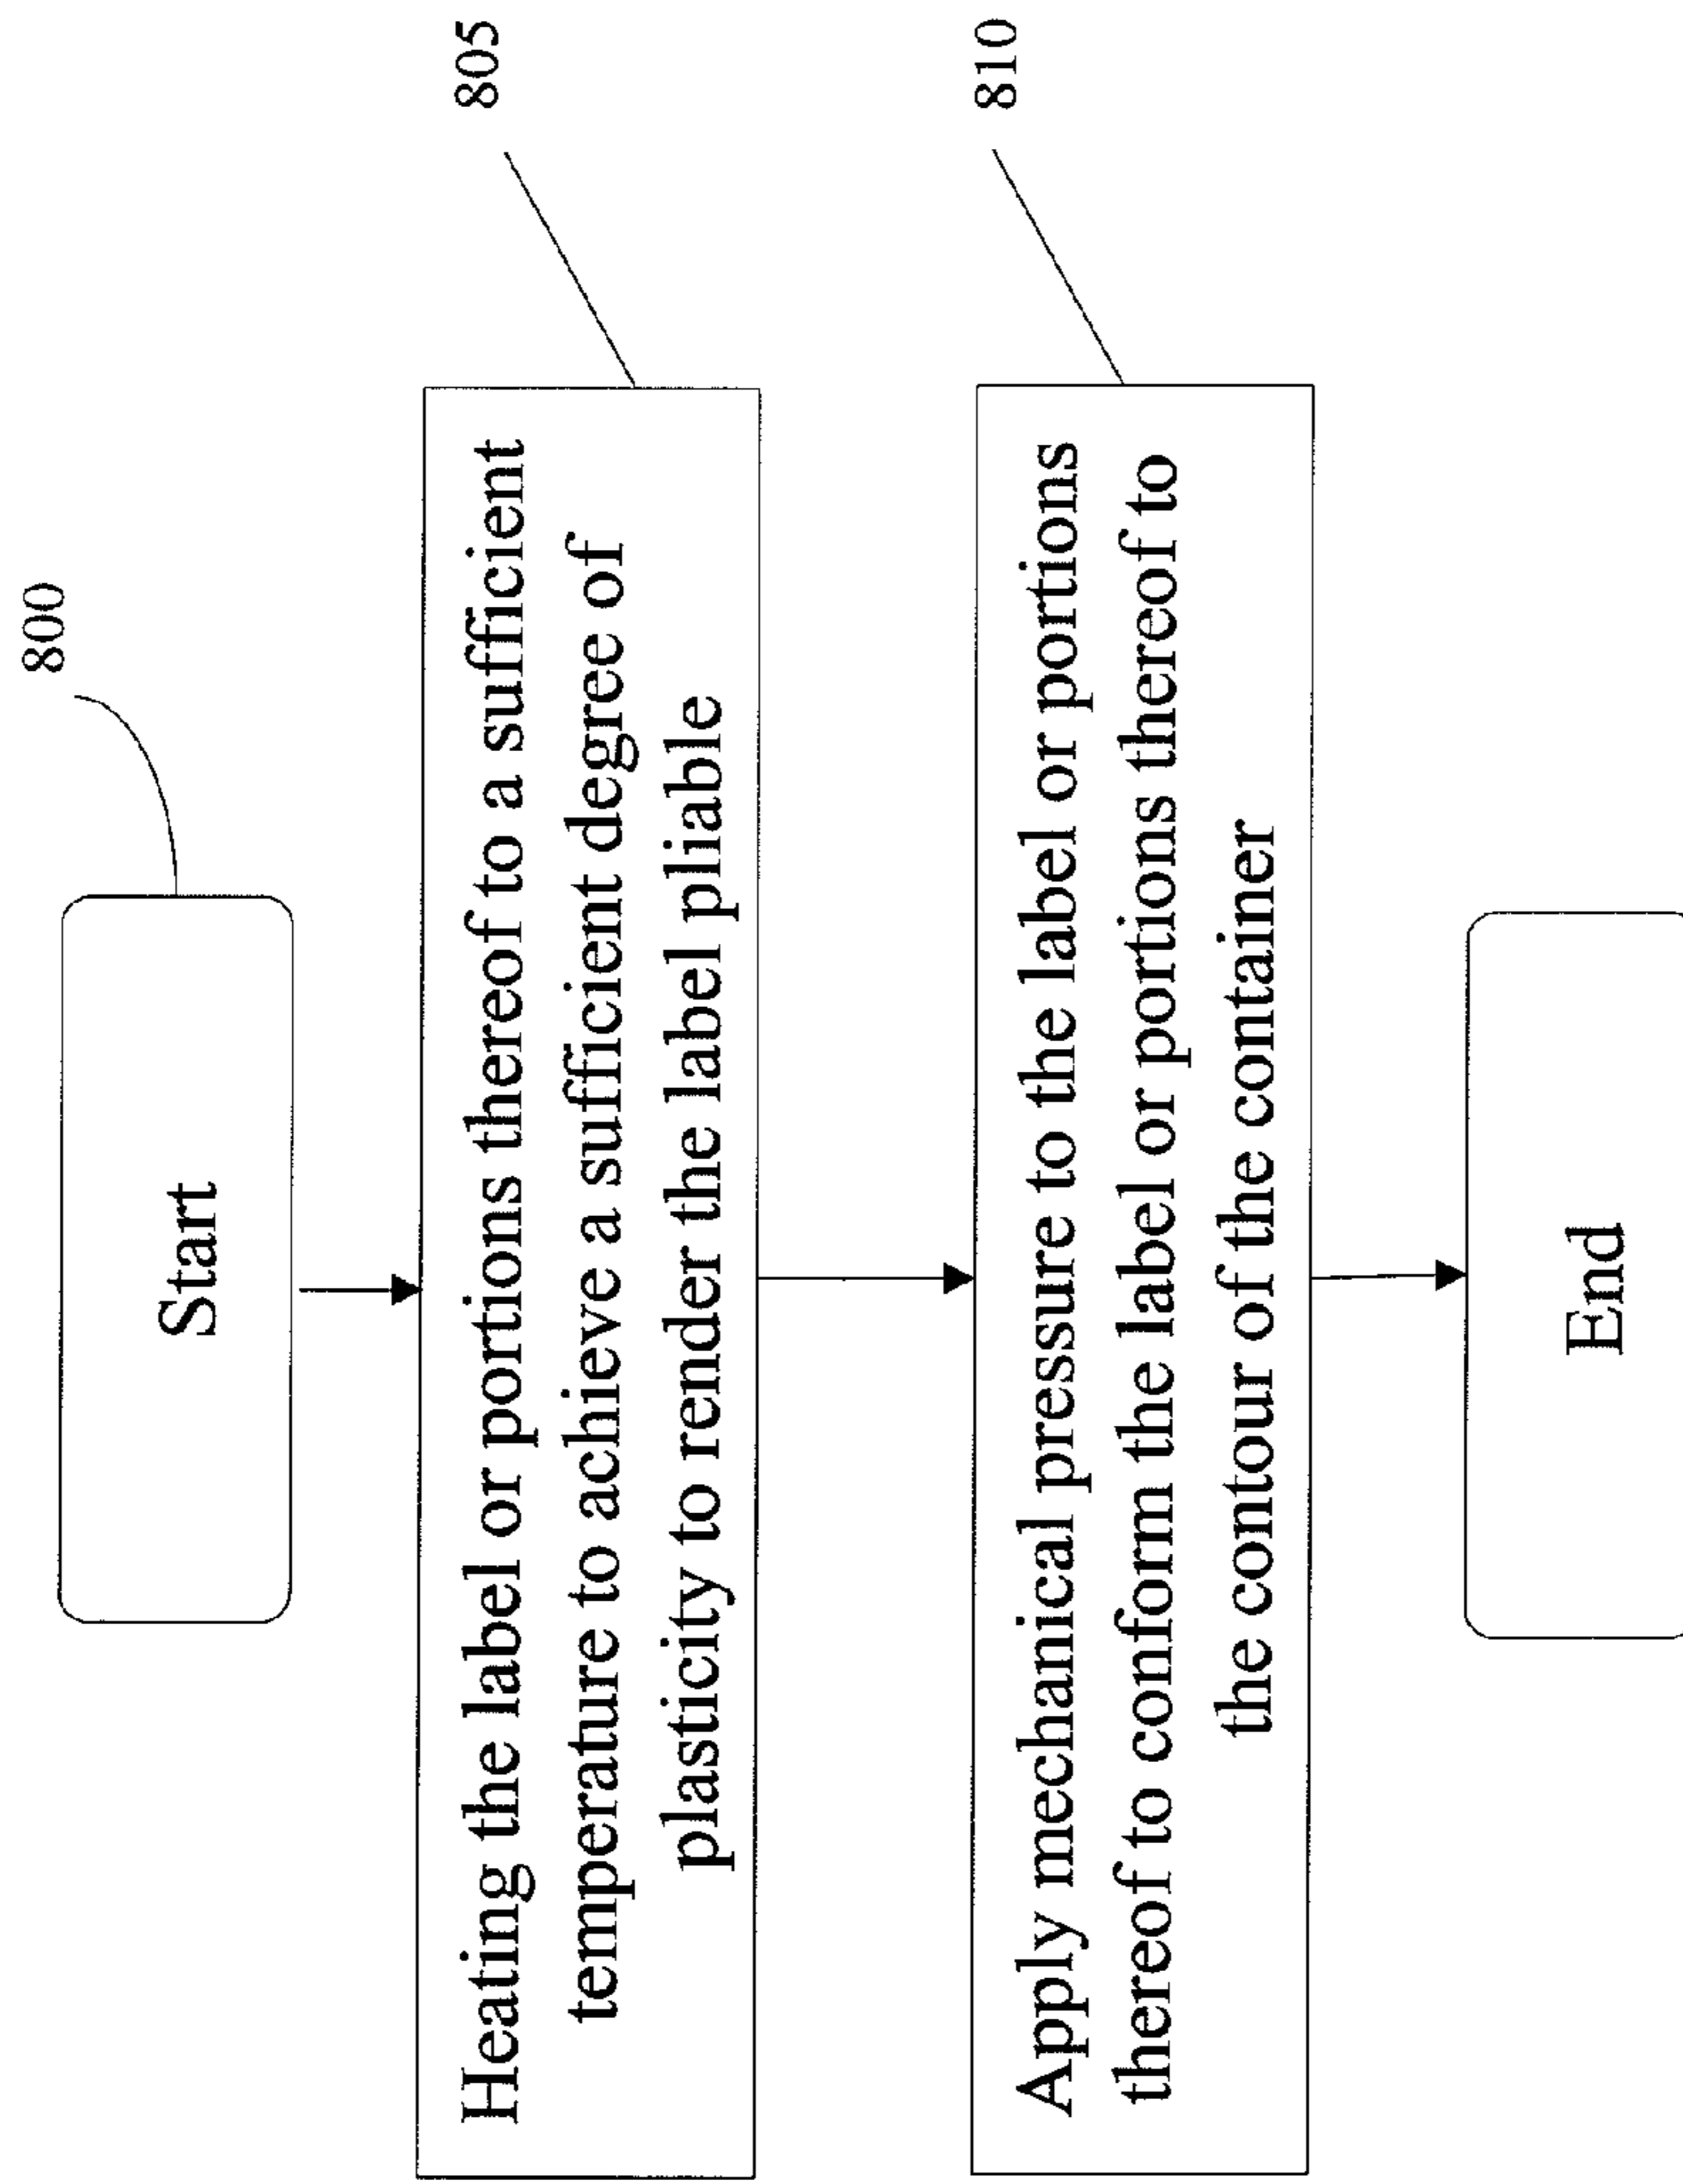 800
Start
805
Heating the label or portions thereof to a sufficient
temperature to achieve a sufficient degree of
plasticity to render the label pliable
810
Apply mechanical pressure to the label or portions
thereof to conform the label or portions thereof to
the contour of the container
End